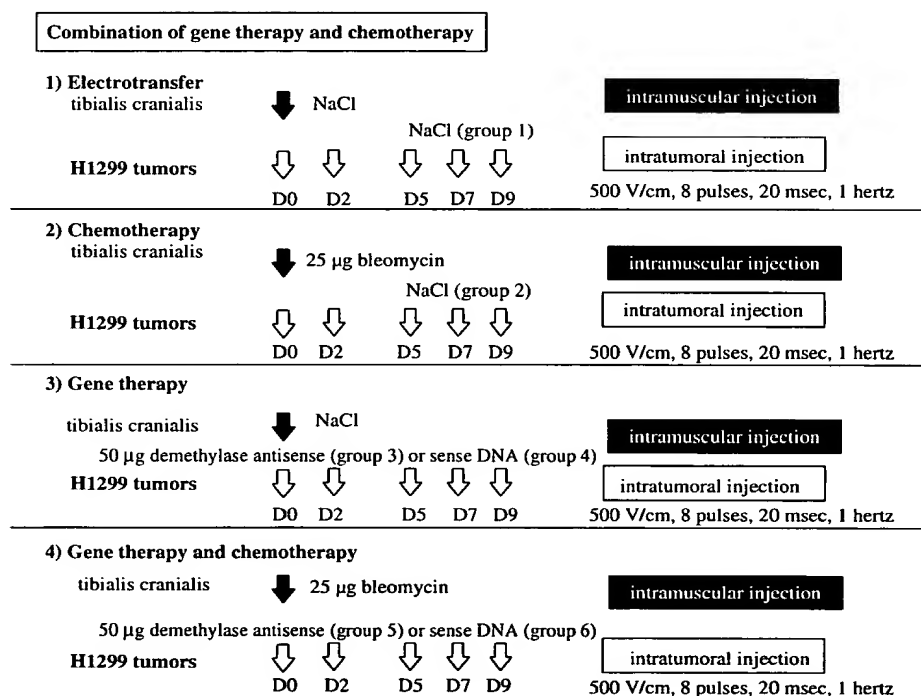 Combination of gene therapy and chemotherapy
1) Electrotransfer
tibialis cranialis
NaCl
intramuscular injection
NaCl (group 1)
H1299 tumors
intratumoral injection
D0 D2 D5 D7 D9
500 V/cm, 8 pulses, 20 msec, 1 hertz
2) Chemotherapy
tibialis cranialis
25 µg bleomycin
intramuscular injection
NaCl (group 2)
H1299 tumors
intratumoral injection
D0 D2 D5 D7 D9
500 V/cm, 8 pulses, 20 msec, 1 hertz
3) Gene therapy
tibialis cranialis
NaCl
intramuscular injection
50 µg demethylase antisense (group 3) or sense DNA (group 4)
H1299 tumors
intratumoral injection
D0 D2 D5 D7 D9
500 V/cm, 8 pulses, 20 msec, 1 hertz
4) Gene therapy and chemotherapy
tibialis cranialis
25 µg bleomycin
intramuscular injection
50 µg demethylase antisense (group 5) or sense DNA (group 6)
H1299 tumors
intratumoral injection
D0 D2 D5 D7 D9
500 V/cm, 8 pulses, 20 msec, 1 hertz